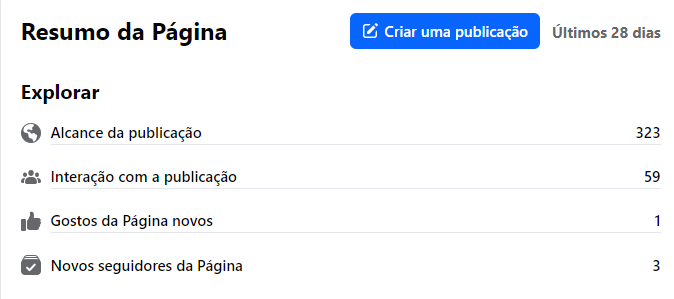 Resumo da Página
Criar uma publicação
Últimos 28 dias
Explorar
Alcance da publicação 323
Interação com a publicação 59
Gostos da Página novos 1
Novos seguidores da Página 3